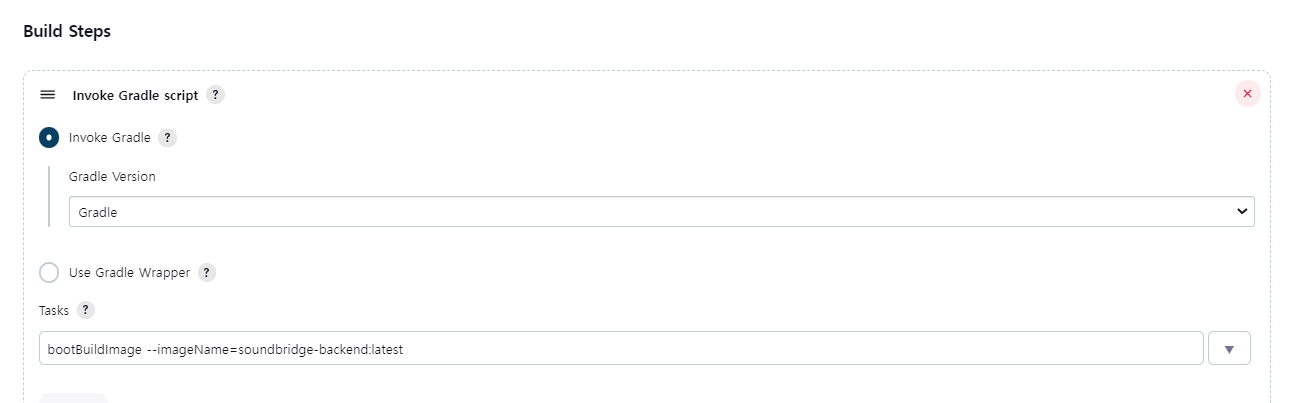 Build Steps
Invoke Gradle script ?
Invoke Gradle ?
Gradle Version
Gradle
Use Gradle Wrapper ?
Tasks ?
bootBuildImage --imageName=soundbridge-backend:latest